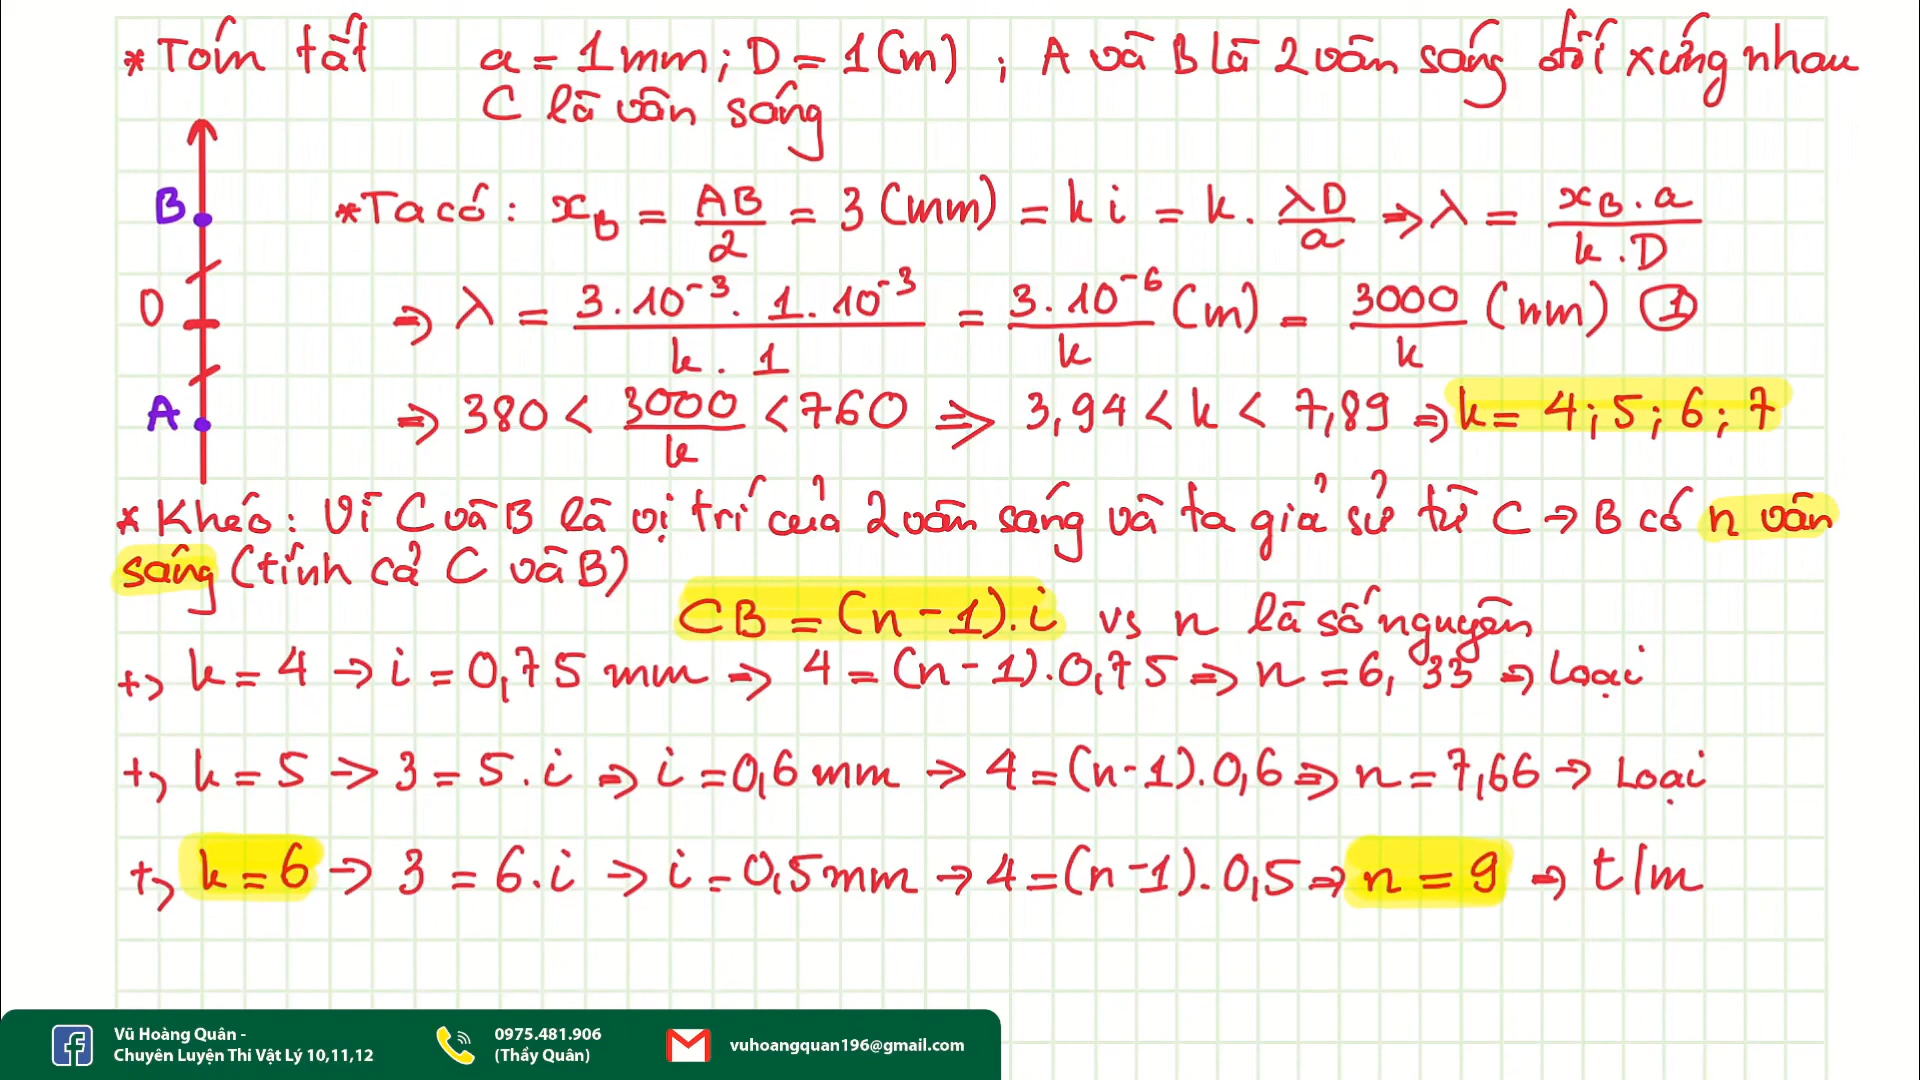 *Tóm tắt a = 1mm; D = 1(m) ; A và B là 2 vân sáng đối xứng nhau
C là vân sáng
B
O
A
*Ta có: x_B = AB/2 = 3 (mm) = k i = k . λD/a => λ = x_B . a / k . D
=> λ = 3.10^-3 . 1.10^-3 / k . 1 = 3.10^-6 / k (m) = 3000/k (nm) ①
=> 380 < 3000/k < 760 => 3,94 < k < 7,89 => k = 4; 5; 6; 7
*Khéo: Vì C và B là vị trí của 2 vân sáng và ta giả sử từ C → B có n vân
sáng (tính cả C và B)
CB = (n-1).i vs n là số nguyên
+> k = 4 → i = 0,75 mm => 4 = (n-1).0,75 => n = 6,33 => Loại
+> k = 5 → 3 = 5.i => i = 0,6 mm → 4 = (n-1).0,6 => n = 7,66 → Loại
+> k = 6 → 3 = 6.i → i = 0,5mm → 4 = (n-1).0,5 => n = 9 => t/m
Vũ Hoàng Quân -
Chuyên Luyện Thi Vật Lý 10,11,12
0975.481.906
(Thầy Quân)
vuhoangquan196@gmail.com